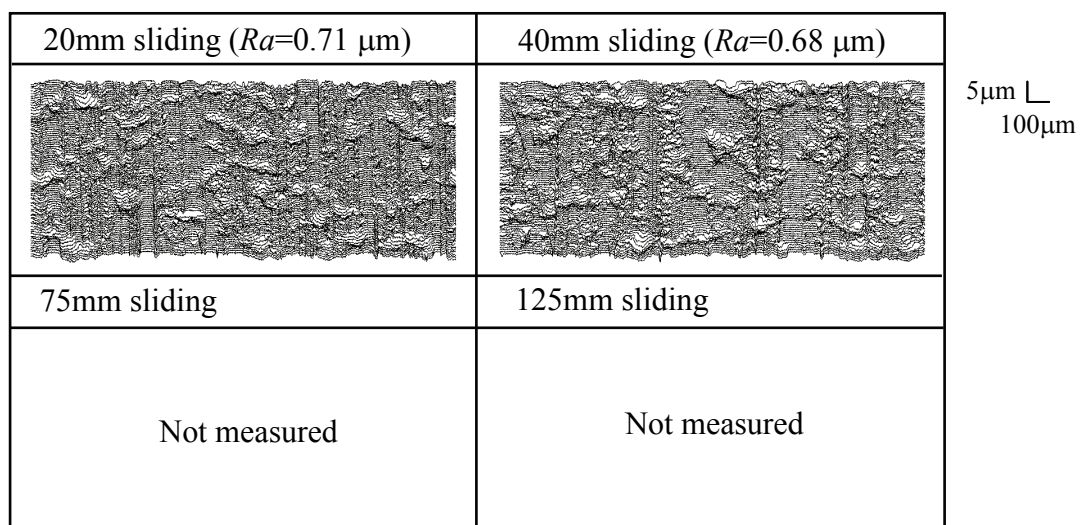 20mm sliding (Ra=0.71 μm)
40mm sliding (Ra=0.68 μm)
5μm
100μm
75mm sliding
125mm sliding
Not measured
Not measured